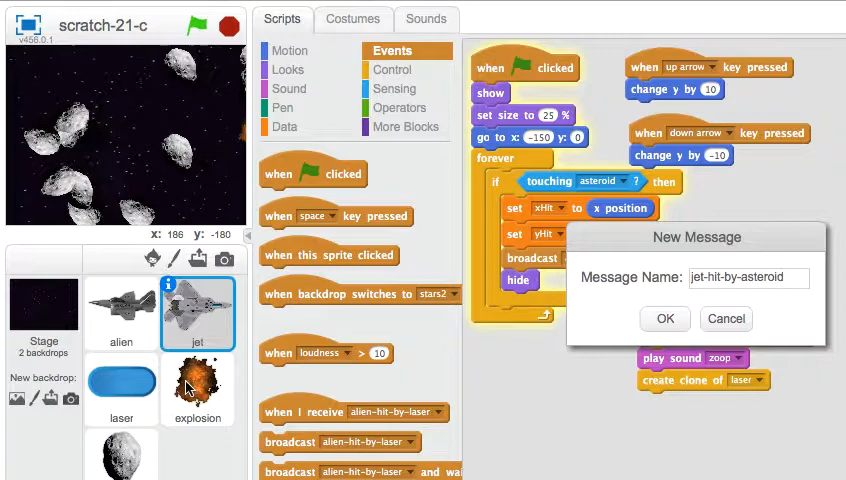 scratch-21-c
v456.0.1
x: 186 y: -180
Stage
2 backdrops
New backdrop:
alien
i
jet
laser
explosion
Scripts
Costumes
Sounds
Motion
Events
Looks
Control
Sound
Sensing
Pen
Operators
Data
More Blocks
when clicked
when space key pressed
when this sprite clicked
when backdrop switches to stars2
when loudness > 10
when I receive alien-hit-by-laser
broadcast alien-hit-by-laser
broadcast alien-hit-by-laser and wa
when clicked
show
set size to 25 %
go to x: -150 y: 0
forever
if touching asteroid ? then
set xHit to x position
set yHit
broadcast
hide
when up arrow key pressed
change y by 10
when down arrow key pressed
change y by -10
New Message
Message Name: jet-hit-by-asteroid
OK Cancel
play sound zoop
create clone of laser